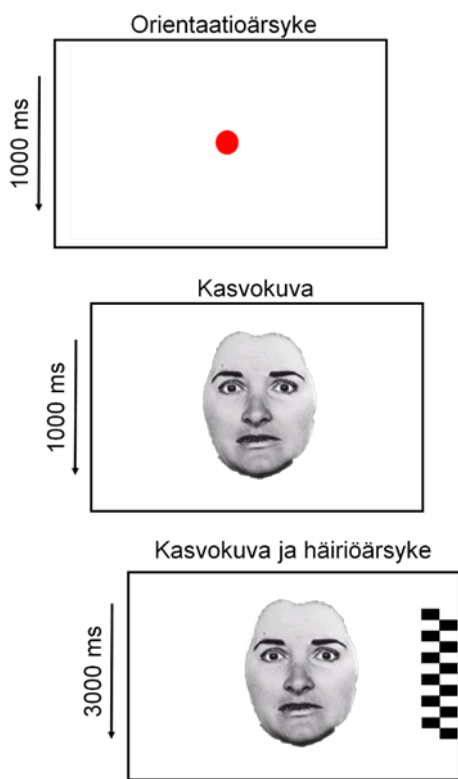 Orientaatioärsyke
1000 ms
Kasvokuva
1000 ms
Kasvokuva ja häiriöärsyke
3000 ms